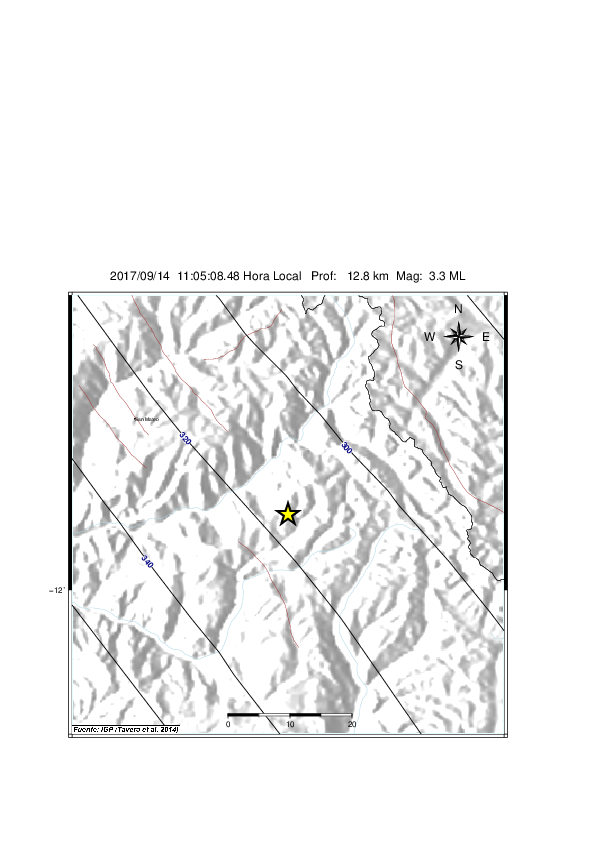 2017/09/14 11:05:08.48 Hora Local Prof: 12.8 km Mag: 3.3 ML
N
W E
S
San Mateo
320
300
340
−12˚
0 10 20
Fuente: IGP (Tavera et al. 2014)